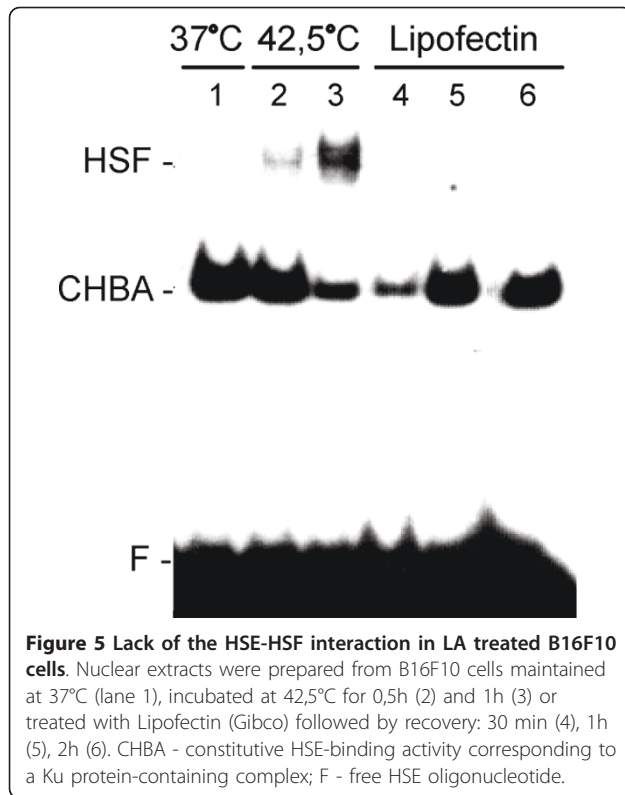 37°C 42,5°C Lipofectin
1 2 3 4 5 6
HSF -
CHBA -
F -
Figure 5 Lack of the HSE-HSF interaction in LA treated B16F10
cells. Nuclear extracts were prepared from B16F10 cells maintained
at 37°C (lane 1), incubated at 42,5°C for 0,5h (2) and 1h (3) or
treated with Lipofectin (Gibco) followed by recovery: 30 min (4), 1h
(5), 2h (6). CHBA - constitutive HSE-binding activity corresponding to
a Ku protein-containing complex; F - free HSE oligonucleotide.